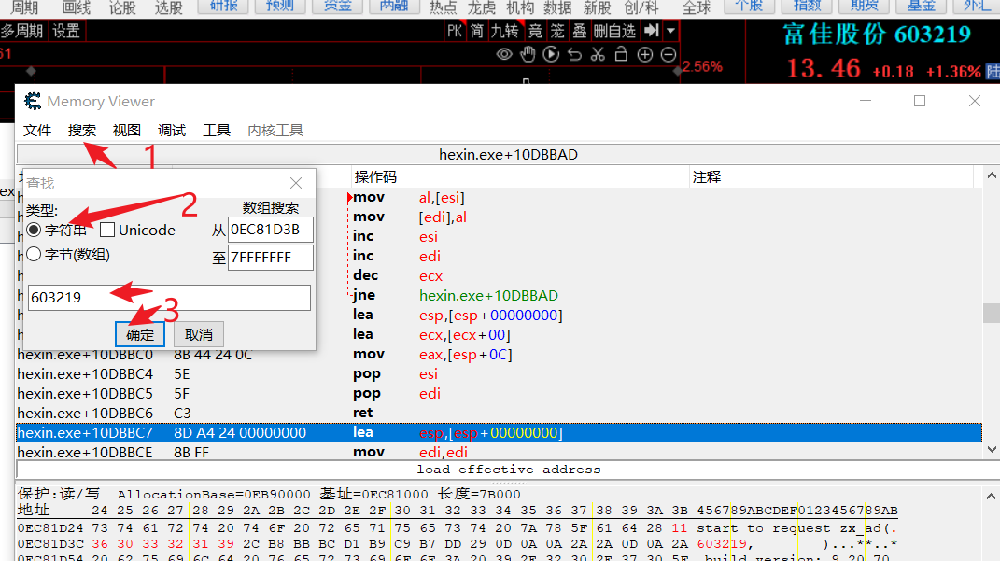 周期 画线 论股 选股 研报 预测 资金 两融 热点 龙虎 机构 数据 新股 创/科 全球 个股 指数 期货 基金 外汇
多周期 设置 PK 简 九转 竞 笼 叠 删自选
富佳股份 603219
61
2.56%
13.46 +0.18 +1.36% 陆
Memory Viewer
文件 搜索 视图 调试 工具 内核工具
1
hexin.exe+10DBBAD
操作码 注释
查找
类型: 数组搜索
2
字符串 Unicode 从 0EC81D3B
字节(数组) 至 7FFFFFFF
603219
3
确定 取消
mov al,[esi]
mov [edi],al
inc esi
inc edi
dec ecx
jne hexin.exe+10DBBAD
lea esp,[esp+00000000]
lea ecx,[ecx+00]
hexin.exe+10DBBC0 8B 44 24 0C mov eax,[esp+0C]
hexin.exe+10DBBC4 5E pop esi
hexin.exe+10DBBC5 5F pop edi
hexin.exe+10DBBC6 C3 ret
hexin.exe+10DBBC7 8D A4 24 00000000 lea esp,[esp+00000000]
hexin.exe+10DBBCE 8B FF mov edi,edi
load effective address
保护:读/写 AllocationBase=0EB90000 基址=0EC81000 长度=7B000
地址 24 25 26 27 28 29 2A 2B 2C 2D 2E 2F 30 31 32 33 34 35 36 37 38 39 3A 3B 456789ABCDEF0123456789AB
0EC81D24 73 74 61 72 74 20 74 6F 20 72 65 71 75 65 73 74 20 7A 78 5F 61 64 28 11 start to request zx_ad(.
0EC81D3C 36 30 33 32 31 39 2C B8 BB BC D1 B9 C9 B7 DD 29 0D 0A 0A 2A 2A 0D 0A 2A 603219, )...**..*
0EC81D54 20 62 75 69 6C 64 20 76 65 72 73 69 6F 6E 3A 20 39 2E 32 30 2E 37 30 5F build version: 9.20.70_